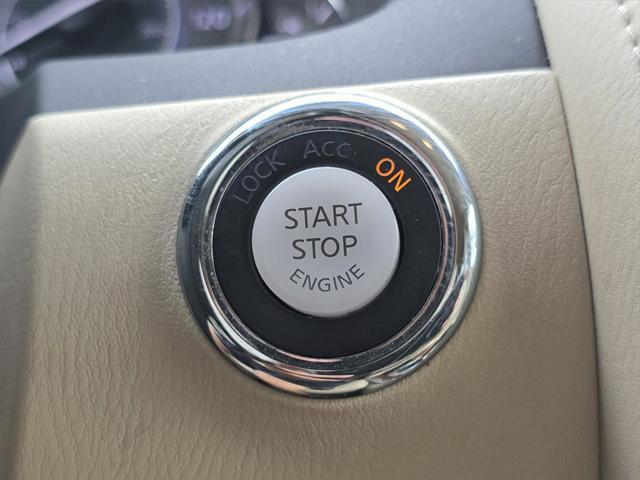 LOCK ACC ON
START
STOP
ENGINE